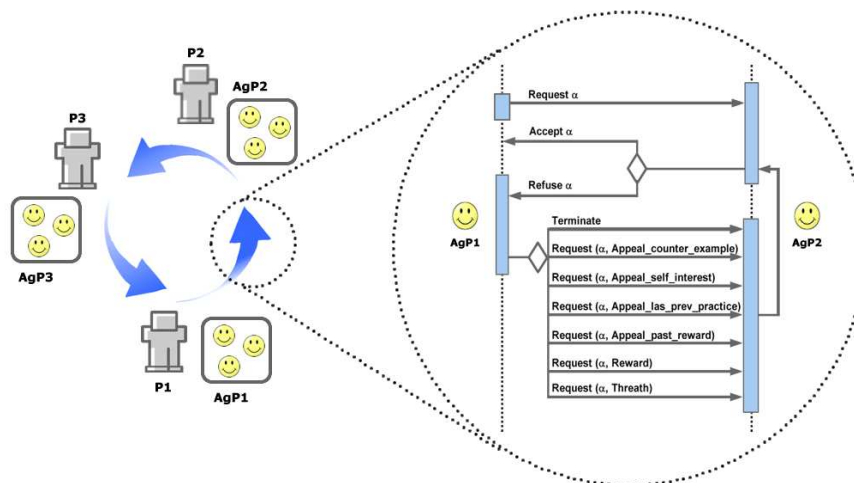 P2
AgP2
P3
AgP3
P1
AgP1
Request α
Accept α
Refuse α
AgP1
AgP2
Terminate
Request (α, Appeal_counter_example)
Request (α, Appeal_self_interest)
Request (α, Appeal_las_prev_practice)
Request (α, Appeal_past_reward)
Request (α, Reward)
Request (α, Threath)